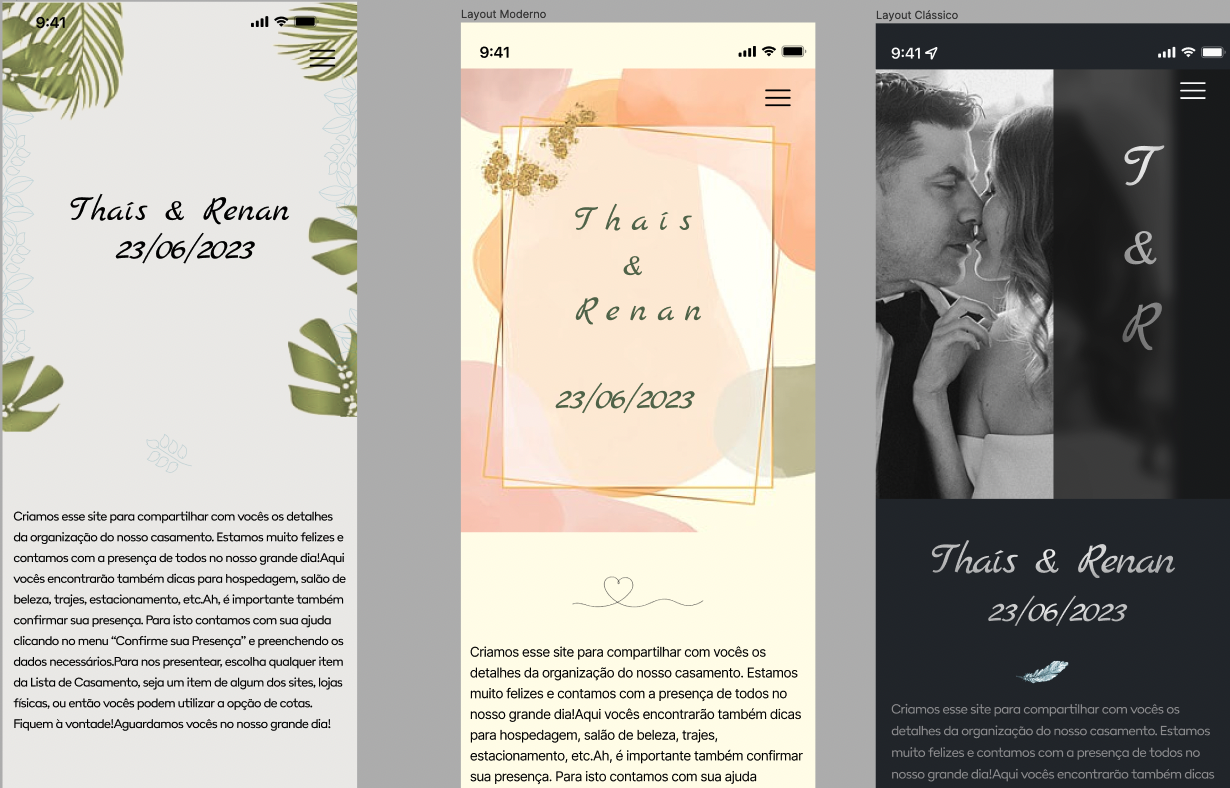 9:41
Thaís & Renan
23/06/2023
Criamos esse site para compartilhar com vocês os detalhes
da organização do nosso casamento. Estamos muito felizes e
contamos com a presença de todos no nosso grande dia!Aqui
vocês encontrarão também dicas para hospedagem, salão de
beleza, trajes, estacionamento, etc.Ah, é importante também
confirmar sua presença. Para isto contamos com sua ajuda
clicando no menu “Confirme sua Presença” e preenchendo os
dados necessários.Para nos presentear, escolha qualquer item
da Lista de Casamento, seja um item de algum dos sites, lojas
físicas, ou então vocês podem utilizar a opção de cotas.
Fiquem à vontade!Aguardamos vocês no nosso grande dia!
Layout Moderno
9:41
Thaís
&
Renan
23/06/2023
Criamos esse site para compartilhar com vocês os
detalhes da organização do nosso casamento. Estamos
muito felizes e contamos com a presença de todos no
nosso grande dia!Aqui vocês encontrarão também dicas
para hospedagem, salão de beleza, trajes,
estacionamento, etc.Ah, é importante também confirmar
sua presença. Para isto contamos com sua ajuda
Layout Clássico
9:41
T
&
R
Thaís & Renan
23/06/2023
Criamos esse site para compartilhar com vocês os
detalhes da organização do nosso casamento. Estamos
muito felizes e contamos com a presença de todos no
nosso grande dia!Aqui vocês encontrarão também dicas